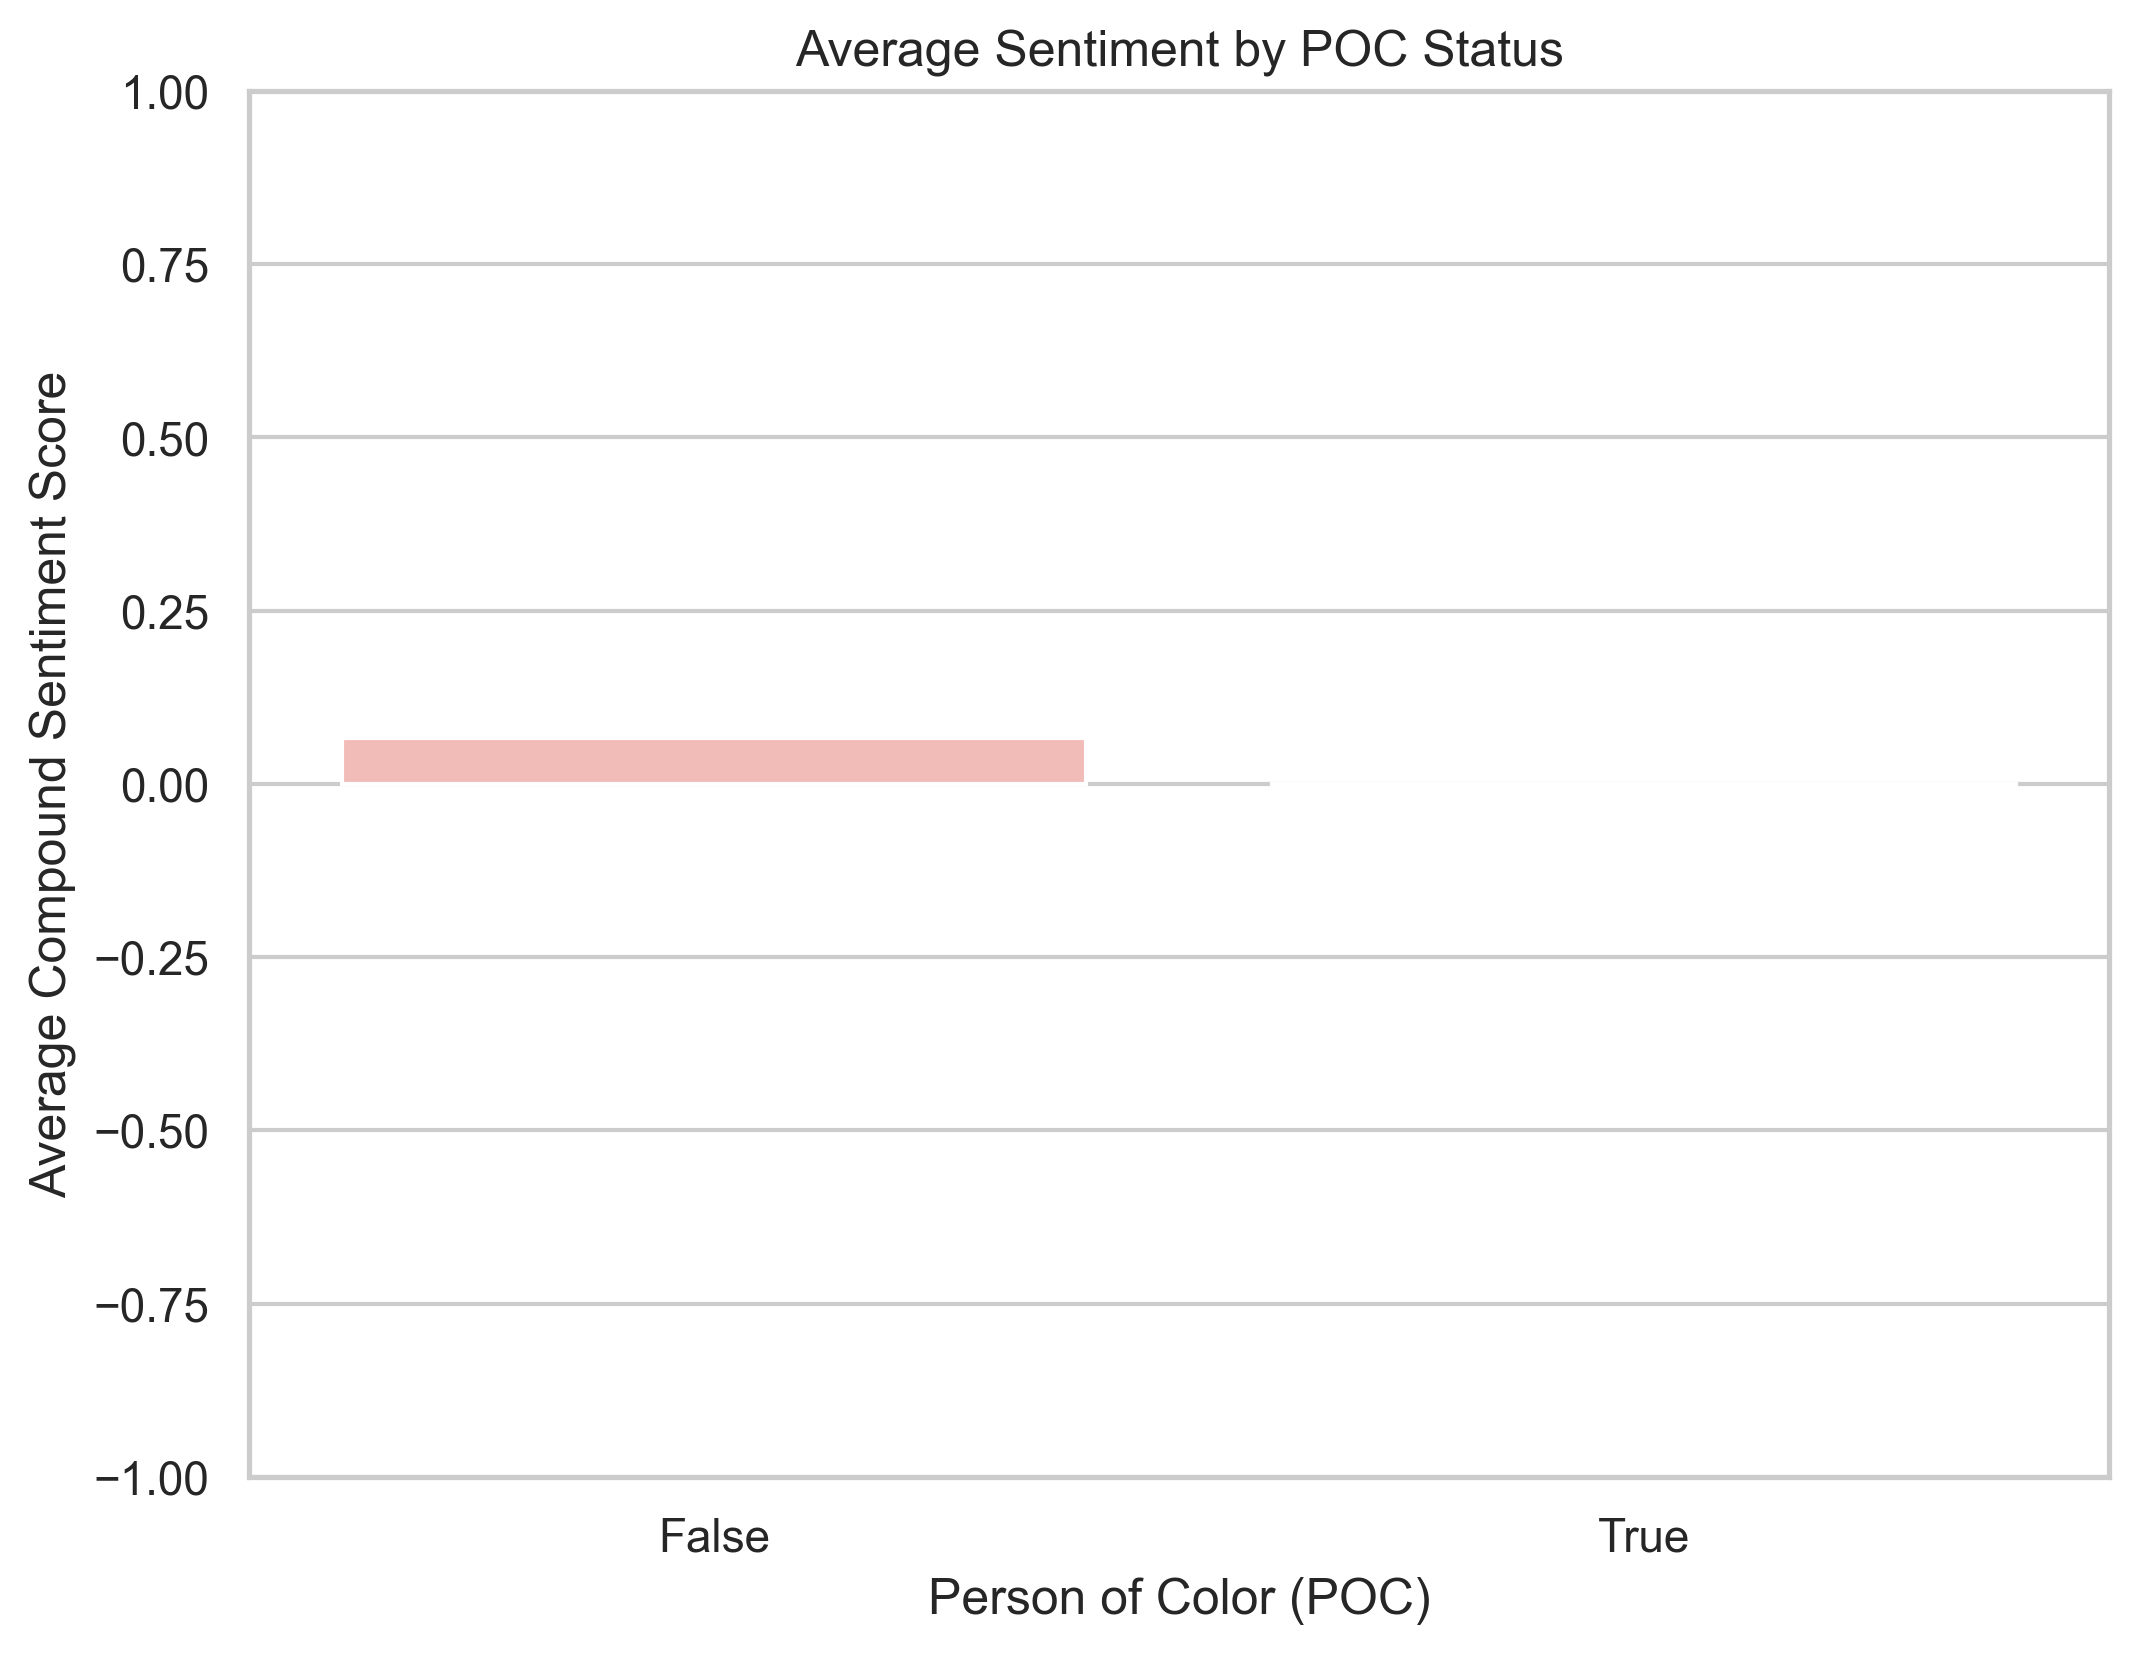 Average Sentiment by POC Status
Average Compound Sentiment Score
1.00
0.75
0.50
0.25
0.00
−0.25
−0.50
−0.75
−1.00
False
True
Person of Color (POC)